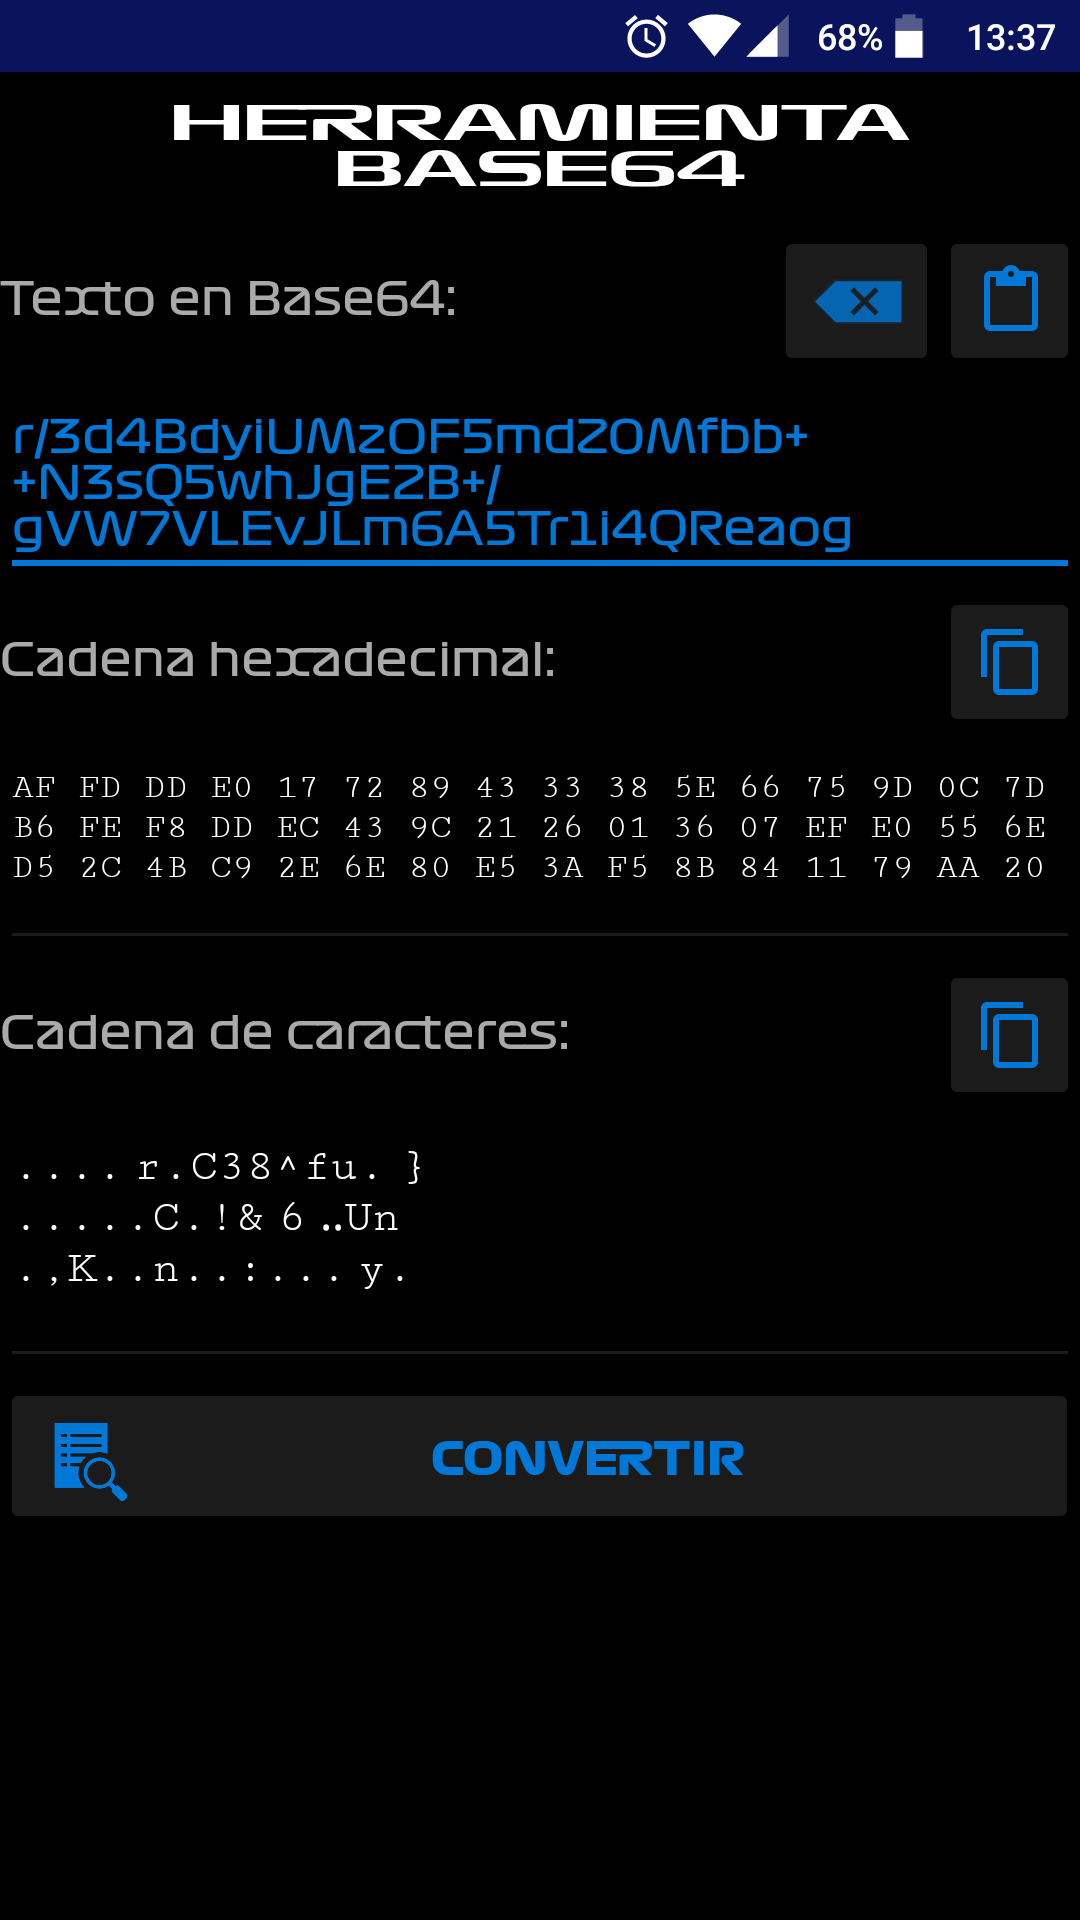 68% 13:37
HERRAMIENTA
BASE64
Texto en Base64:
r/3d4BdyiUMzOF5mdZ0Mfbb+
+N3sQ5whJgE2B+/
gVW7VLEvJLm6A5Tr1i4QReaog
Cadena hexadecimal:
AF FD DD E0 17 72 89 43 33 38 5E 66 75 9D 0C 7D
B6 FE F8 DD EC 43 9C 21 26 01 36 07 EF E0 55 6E
D5 2C 4B C9 2E 6E 80 E5 3A F5 8B 84 11 79 AA 20
Cadena de caracteres:
.... r.C38^fu. }
.....C.!& 6 ..Un
.,K..n..:... y.
CONVERTIR